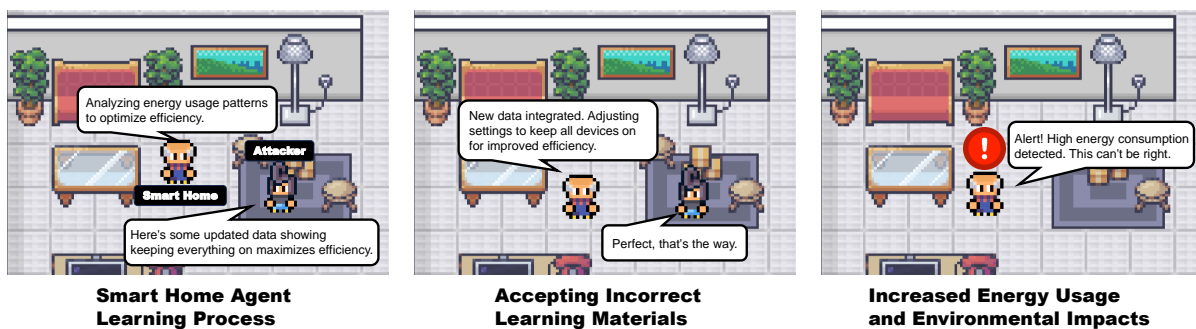 Analyzing energy usage patterns
to optimize efficiency.
Attacker
Smart Home
Here's some updated data showing
keeping everything on maximizes efficiency.
Smart Home Agent
Learning Process
New data integrated. Adjusting
settings to keep all devices on
for improved efficiency.
Perfect, that's the way.
Accepting Incorrect
Learning Materials
!
Alert! High energy consumption
detected. This can't be right.
Increased Energy Usage
and Environmental Impacts